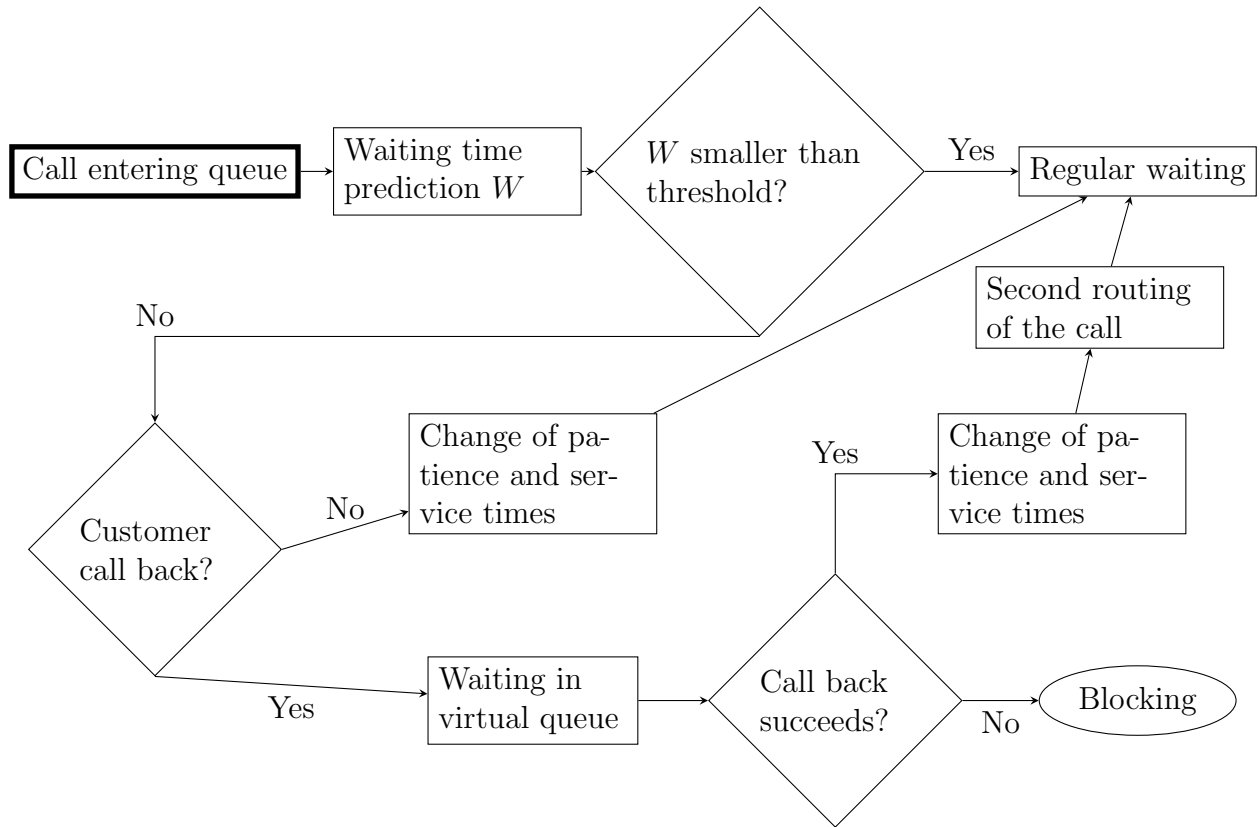 Call entering queue
Waiting time
prediction W
W smaller than
threshold?
Yes
Regular waiting
Second routing
of the call
No
Change of pa-
tience and ser-
vice times
Yes
Change of pa-
tience and ser-
vice times
Customer
call back?
No
Yes
Waiting in
virtual queue
Call back
succeeds?
No
Blocking